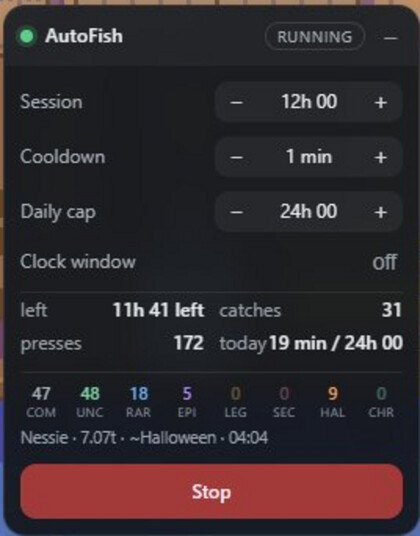 AutoFish RUNNING –
Session – 12h 00 +
Cooldown – 1 min +
Daily cap – 24h 00 +
Clock window off
left 11h 41 left catches 31
presses 172 today 19 min / 24h 00
47 48 18 5 0 0 9 0
COM UNC RAR EPI LEG SEC HAL CHR
Nessie · 7.07t · ~Halloween · 04:04
Stop